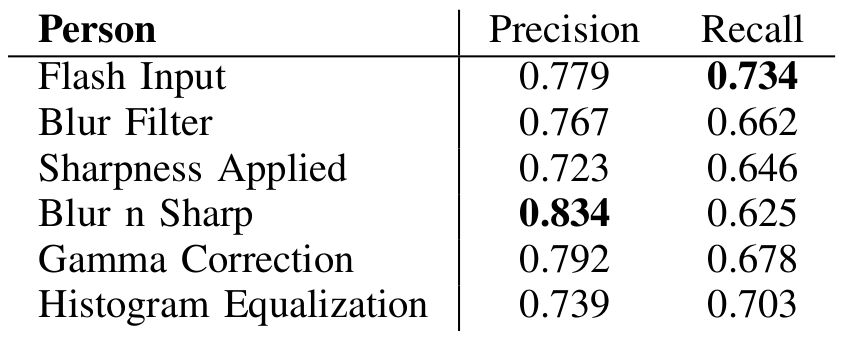 Person Precision Recall
Flash Input 0.779 0.734
Blur Filter 0.767 0.662
Sharpness Applied 0.723 0.646
Blur n Sharp 0.834 0.625
Gamma Correction 0.792 0.678
Histogram Equalization 0.739 0.703